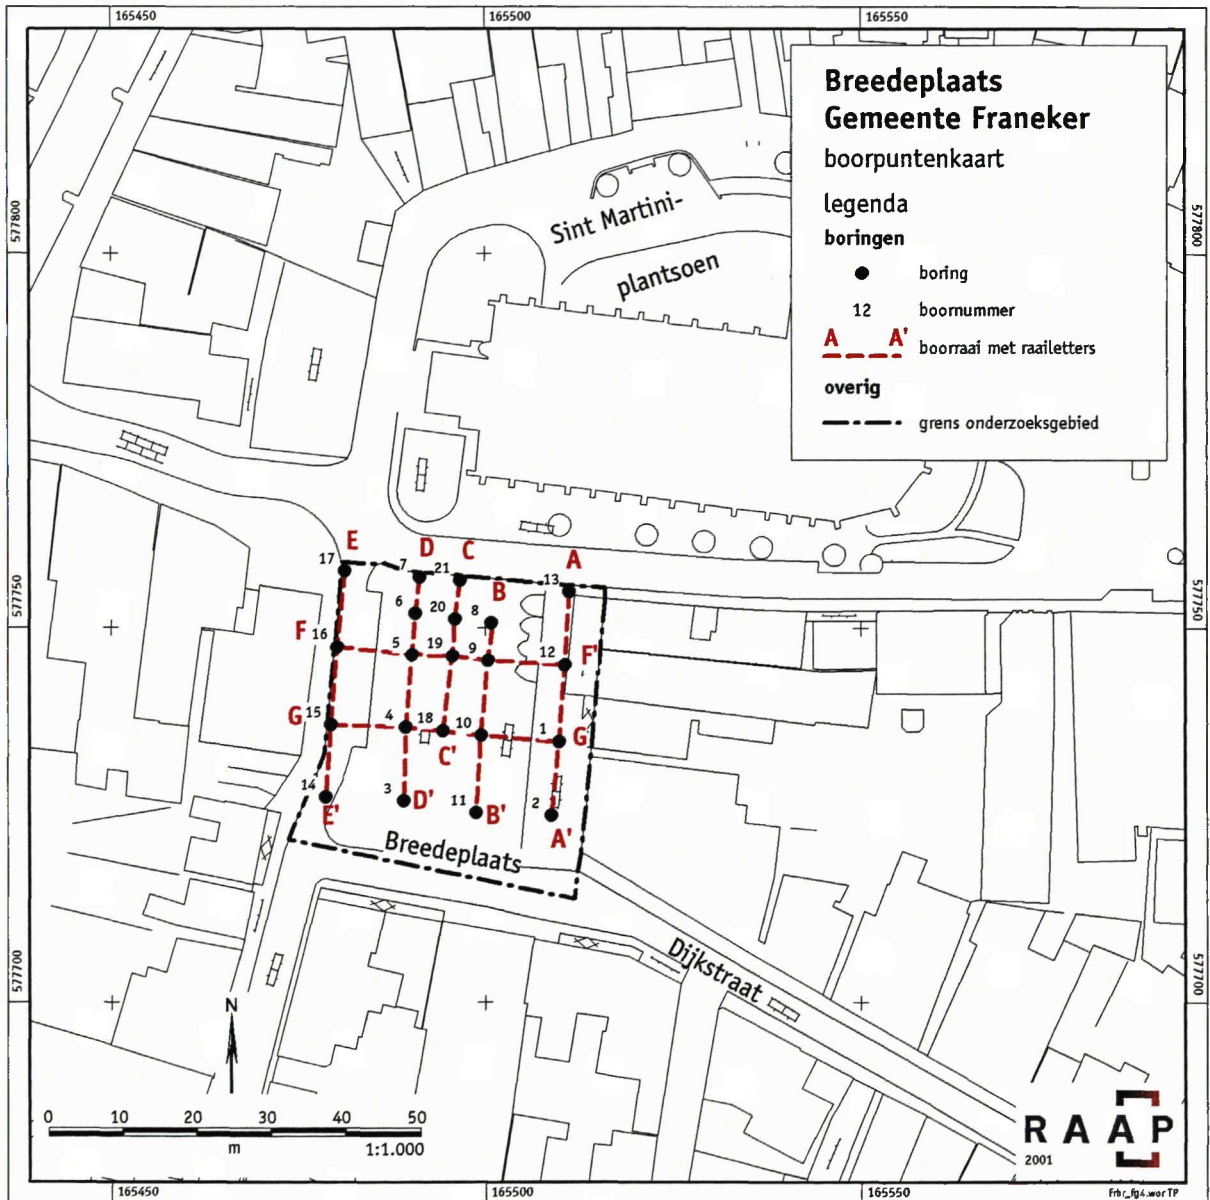 165450
165500
165550
Breedeplaats
Gemeente Franeker
boorpuntenkaart
legenda
boringen
boring
12 boornummer
A A' boorraai met raailetters
overig
grens onderzoeksgebied
577800
577800
Sint Martini-
plantsoen
E
D
C
A
B
17
7
21
13
6
20
8
577750
577750
F
16
5
19
9
12
F'
G
15
4
18
10
1
G
C'
14
3
11
2
E'
D'
B'
A'
Breedeplaats
Dijkstraat
577700
577700
N
0 10 20 30 40 50
m 1:1.000
RAAP
2001
165450
165500
165550
Frhr_fg4.wor TP